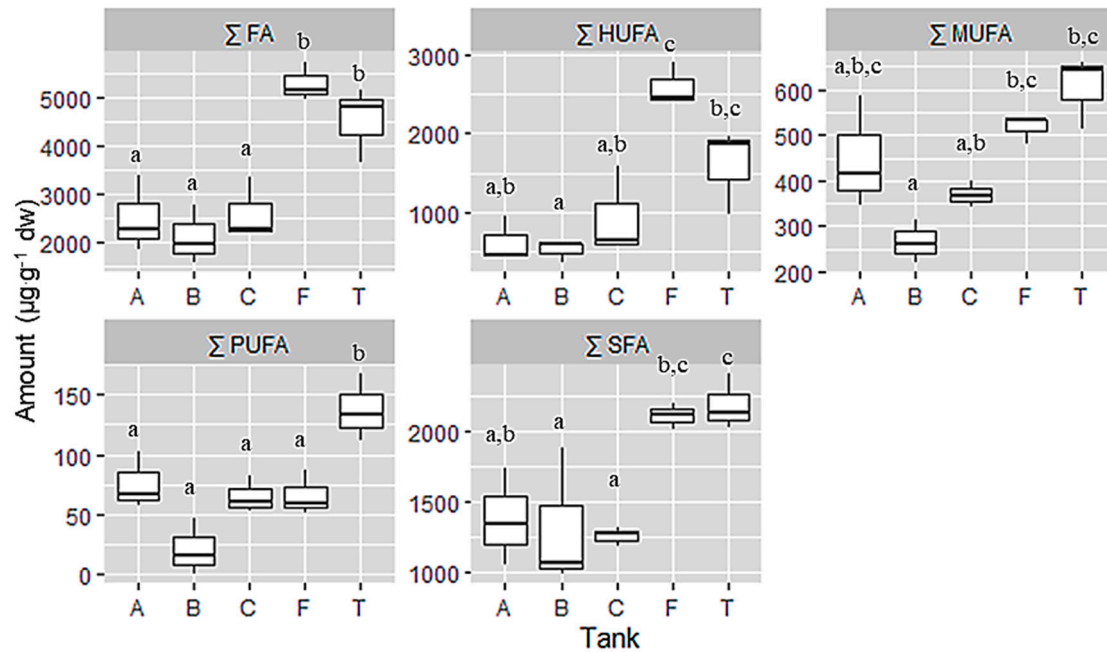 ∑ FA
∑ HUFA
∑ MUFA
a a a b b
a,b a a,b c b,c
a,b,c a a,b b,c b,c
5000
4000
3000
2000
3000
2000
1000
600
500
400
300
200
A B C F T
A B C F T
A B C F T
∑ PUFA
∑ SFA
a a a a b
a,b a a b,c c
150
100
50
0
2000
1500
1000
A B C F T
A B C F T
Amount (µg·g⁻¹ dw)
Tank